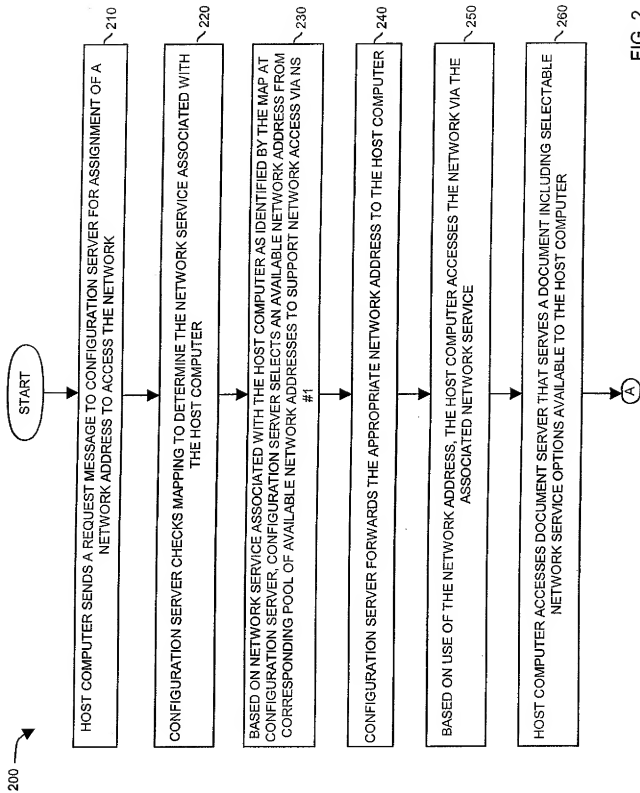 200
START
HOST COMPUTER SENDS A REQUEST MESSAGE TO CONFIGURATION SERVER FOR ASSIGNMENT OF A
NETWORK ADDRESS TO ACCESS THE NETWORK
210
CONFIGURATION SERVER CHECKS MAPPING TO DETERMINE THE NETWORK SERVICE ASSOCIATED WITH
THE HOST COMPUTER
220
BASED ON NETWORK SERVICE ASSOCIATED WITH THE HOST COMPUTER AS IDENTIFIED BY THE MAP AT
CONFIGURATION SERVER, CONFIGURATION SERVER SELECTS AN AVAILABLE NETWORK ADDRESS FROM
CORRESPONDING POOL OF AVAILABLE NETWORK ADDRESSES TO SUPPORT NETWORK ACCESS VIA NS
#1
230
CONFIGURATION SERVER FORWARDS THE APPROPRIATE NETWORK ADDRESS TO THE HOST COMPUTER
240
BASED ON USE OF THE NETWORK ADDRESS, THE HOST COMPUTER ACCESSES THE NETWORK VIA THE
ASSOCIATED NETWORK SERVICE
250
HOST COMPUTER ACCESSES DOCUMENT SERVER THAT SERVES A DOCUMENT INCLUDING SELECTABLE
NETWORK SERVICE OPTIONS AVAILABLE TO THE HOST COMPUTER
260
A
FIG. 2